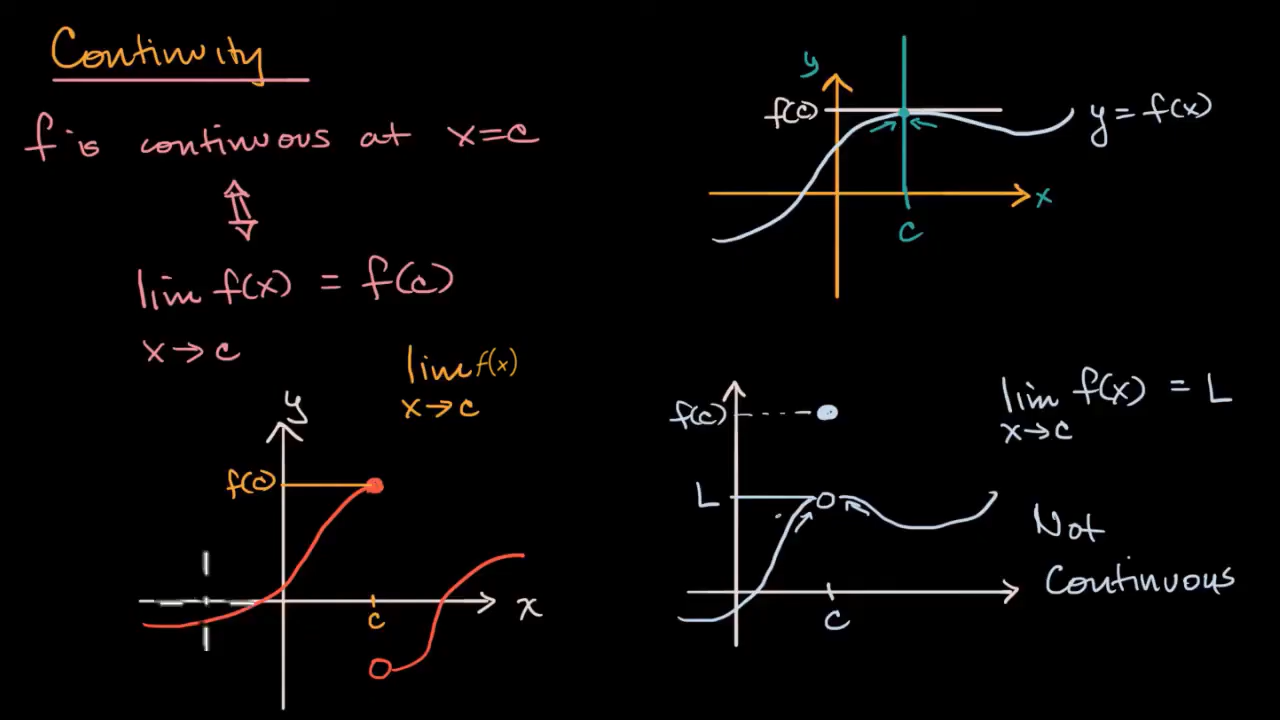 Continuity
f is continuous at x=c
lim f(x) = f(c)
x→c
lim f(x)
x→c
y
f(c)
c
x
y
f(c)
y=f(x)
x
c
f(c)
lim f(x) = L
x→c
L
Not
Continuous
c